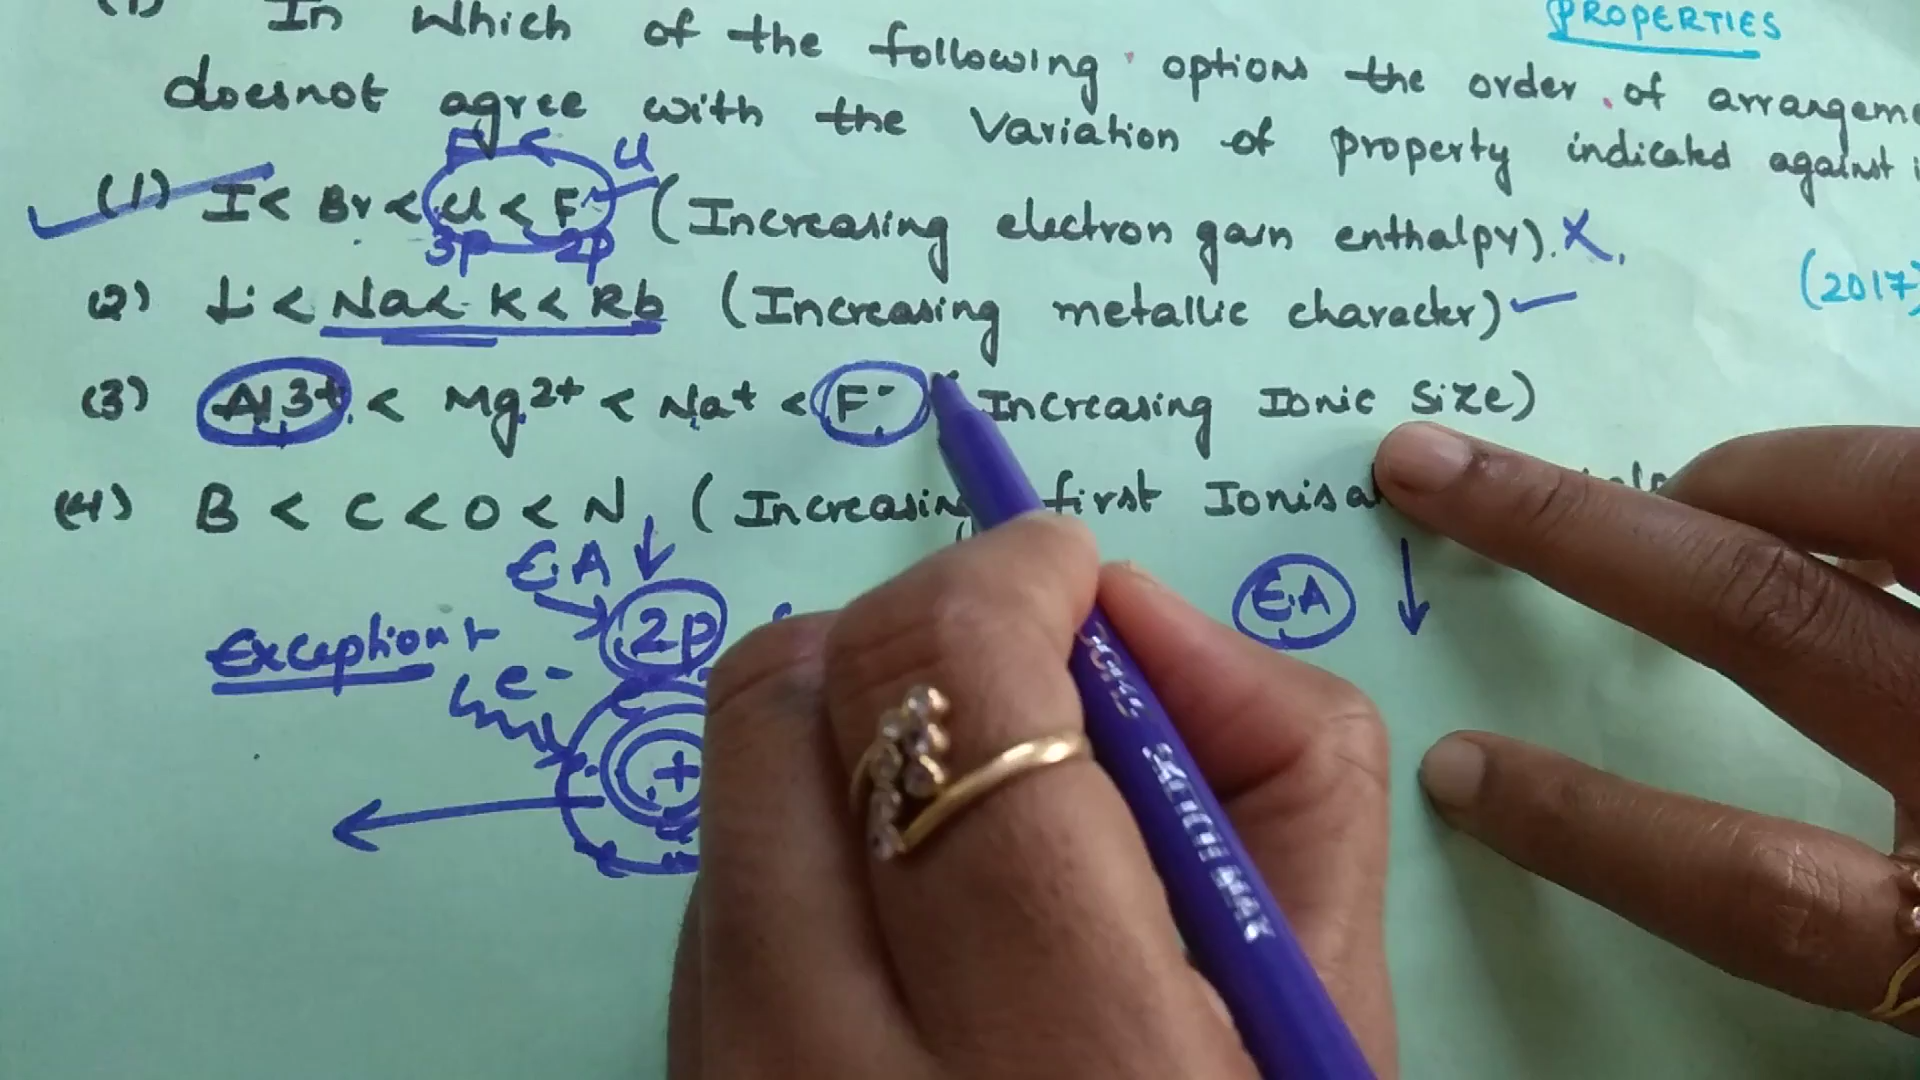 PROPERTIES
(1) In Which of the following options the order of
doesnot agree with the Variation of property indicated against
(1) I < Br < Cl < F (Increasing electron gain enthalpy). X
Cl
3p 2p
(2017)
(2) Li < Na < K < Rb (Increasing metallic character)
(3) Al3+ < Mg2+ < Na+ < F- Increasing Ionic Size)
(4) B < C < O < N (Increasing first
E.A ↓
E.A ↓
2p
Exception
e-
+